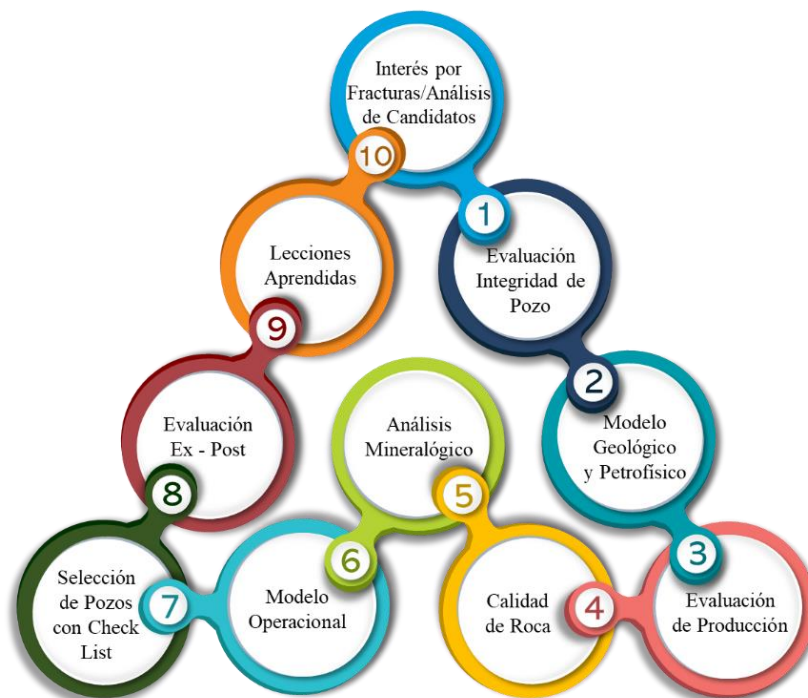 Interés por
Fracturas/Análisis
de Candidatos
10
1
Lecciones
Aprendidas
Evaluación
Integridad de
Pozo
9
2
Evaluación
Ex - Post
Análisis
Mineralógico
Modelo
Geológico
y Petrofísico
8
5
6
3
Selección
de Pozos
con Check
List
7
Modelo
Operacional
Calidad
de Roca
4
Evaluación
de Producción